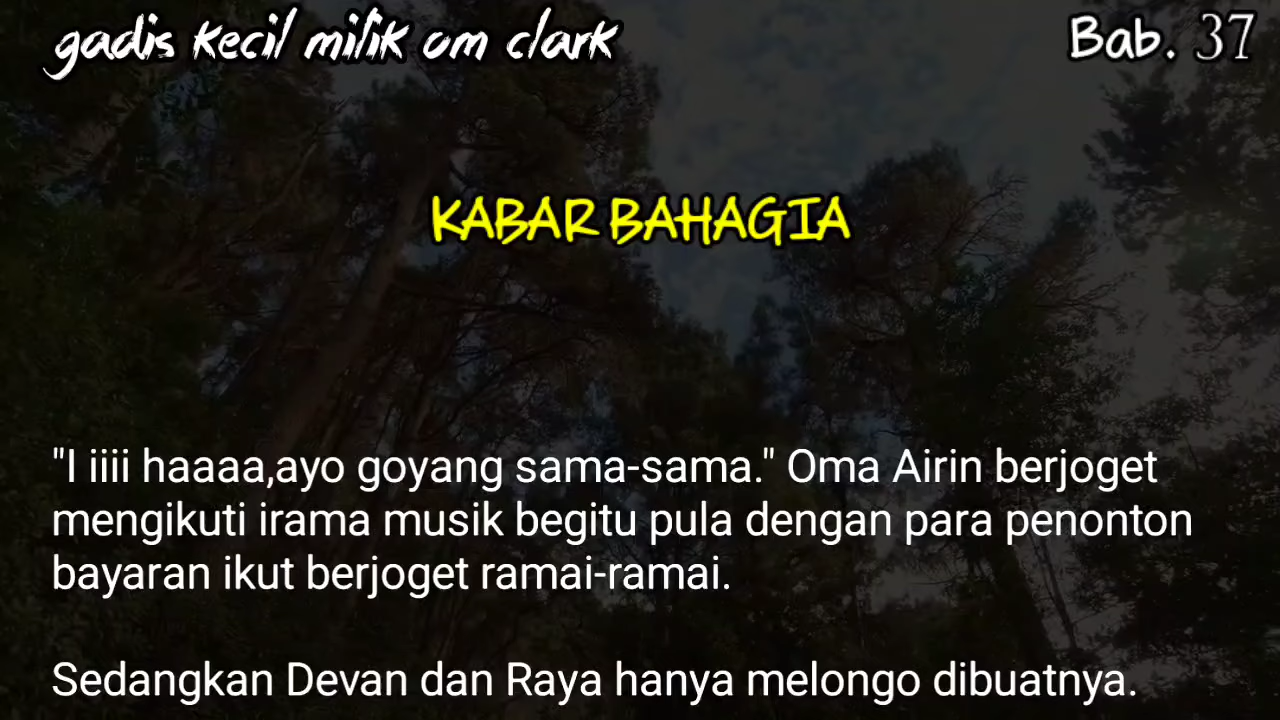 gadis kecil milik om clark
Bab. 37
KABAR BAHAGIA
"I iiii haaaa,ayo goyang sama-sama." Oma Airin berjoget
mengikuti irama musik begitu pula dengan para penonton
bayaran ikut berjoget ramai-ramai.
Sedangkan Devan dan Raya hanya melongo dibuatnya.